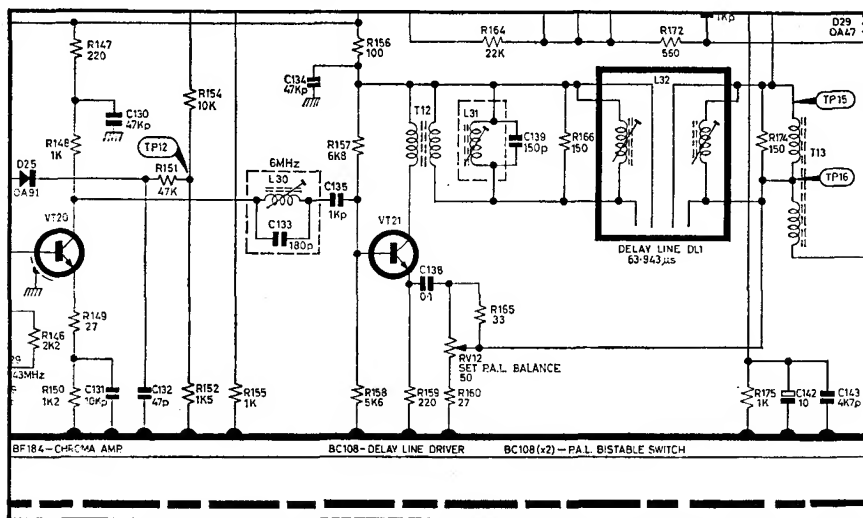 R147
220
R154
10K
C130
47Kp
R148
1K
D25
OA91
TP12
R151
47K
VT20
R149
27
R146
2K2
29
43MHz
R150
1K2
C131
10Kp
C132
47p
R152
1K5
R155
1K
6MHz
L30
C133
180p
C135
1Kp
R156
100
C134
47Kp
R157
6K8
T12
VT21
C138
R158
5K6
R159
220
R165
33
RV12
SET P.A.L. BALANCE
50
R160
27
R164
22K
R172
560
1Kp
L31
C139
150p
R166
150
L32
DELAY LINE DL1
63·943µs
R174
150
D29
OA47
TP15
T13
TP16
R175
1K
C142
10
C143
4K7p
BF184-CHROMA AMP.
BC108-DELAY LINE DRIVER
BC108(x2)-P.A.L. BISTABLE SWITCH